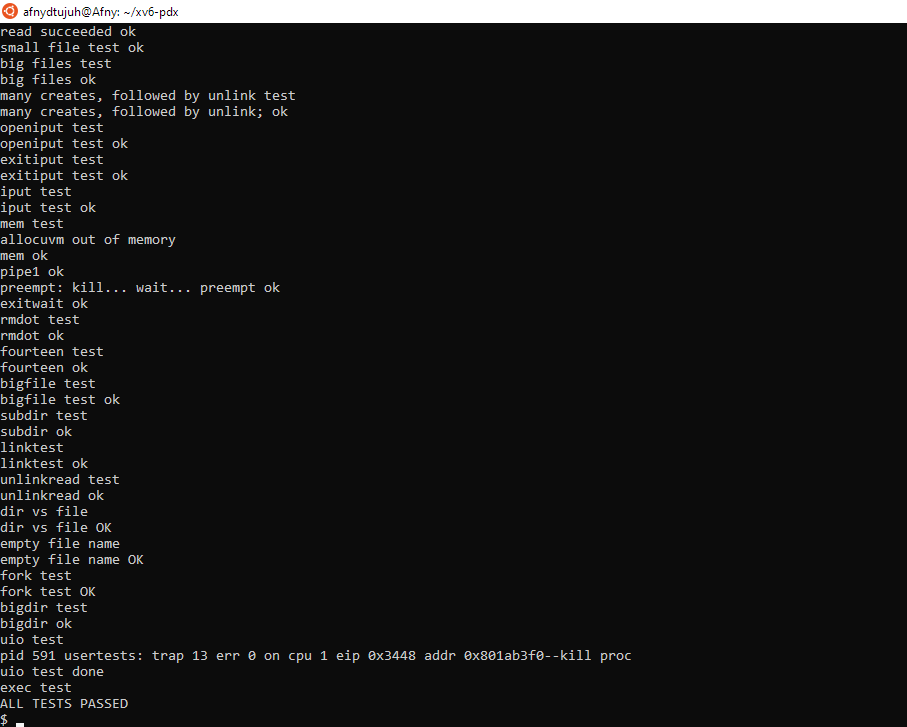 afnydtujuh@Afny: ~/xv6-pdx
read succeeded ok
small file test ok
big files test
big files ok
many creates, followed by unlink test
many creates, followed by unlink; ok
openiput test
openiput test ok
exitiput test
exitiput test ok
iput test
iput test ok
mem test
allocuvm out of memory
mem ok
pipe1 ok
preempt: kill... wait... preempt ok
exitwait ok
rmdot test
rmdot ok
fourteen test
fourteen ok
bigfile test
bigfile test ok
subdir test
subdir ok
linktest
linktest ok
unlinkread test
unlinkread ok
dir vs file
dir vs file OK
empty file name
empty file name OK
fork test
fork test OK
bigdir test
bigdir ok
uio test
pid 591 usertests: trap 13 err 0 on cpu 1 eip 0x3448 addr 0x801ab3f0--kill proc
uio test done
exec test
ALL TESTS PASSED
$